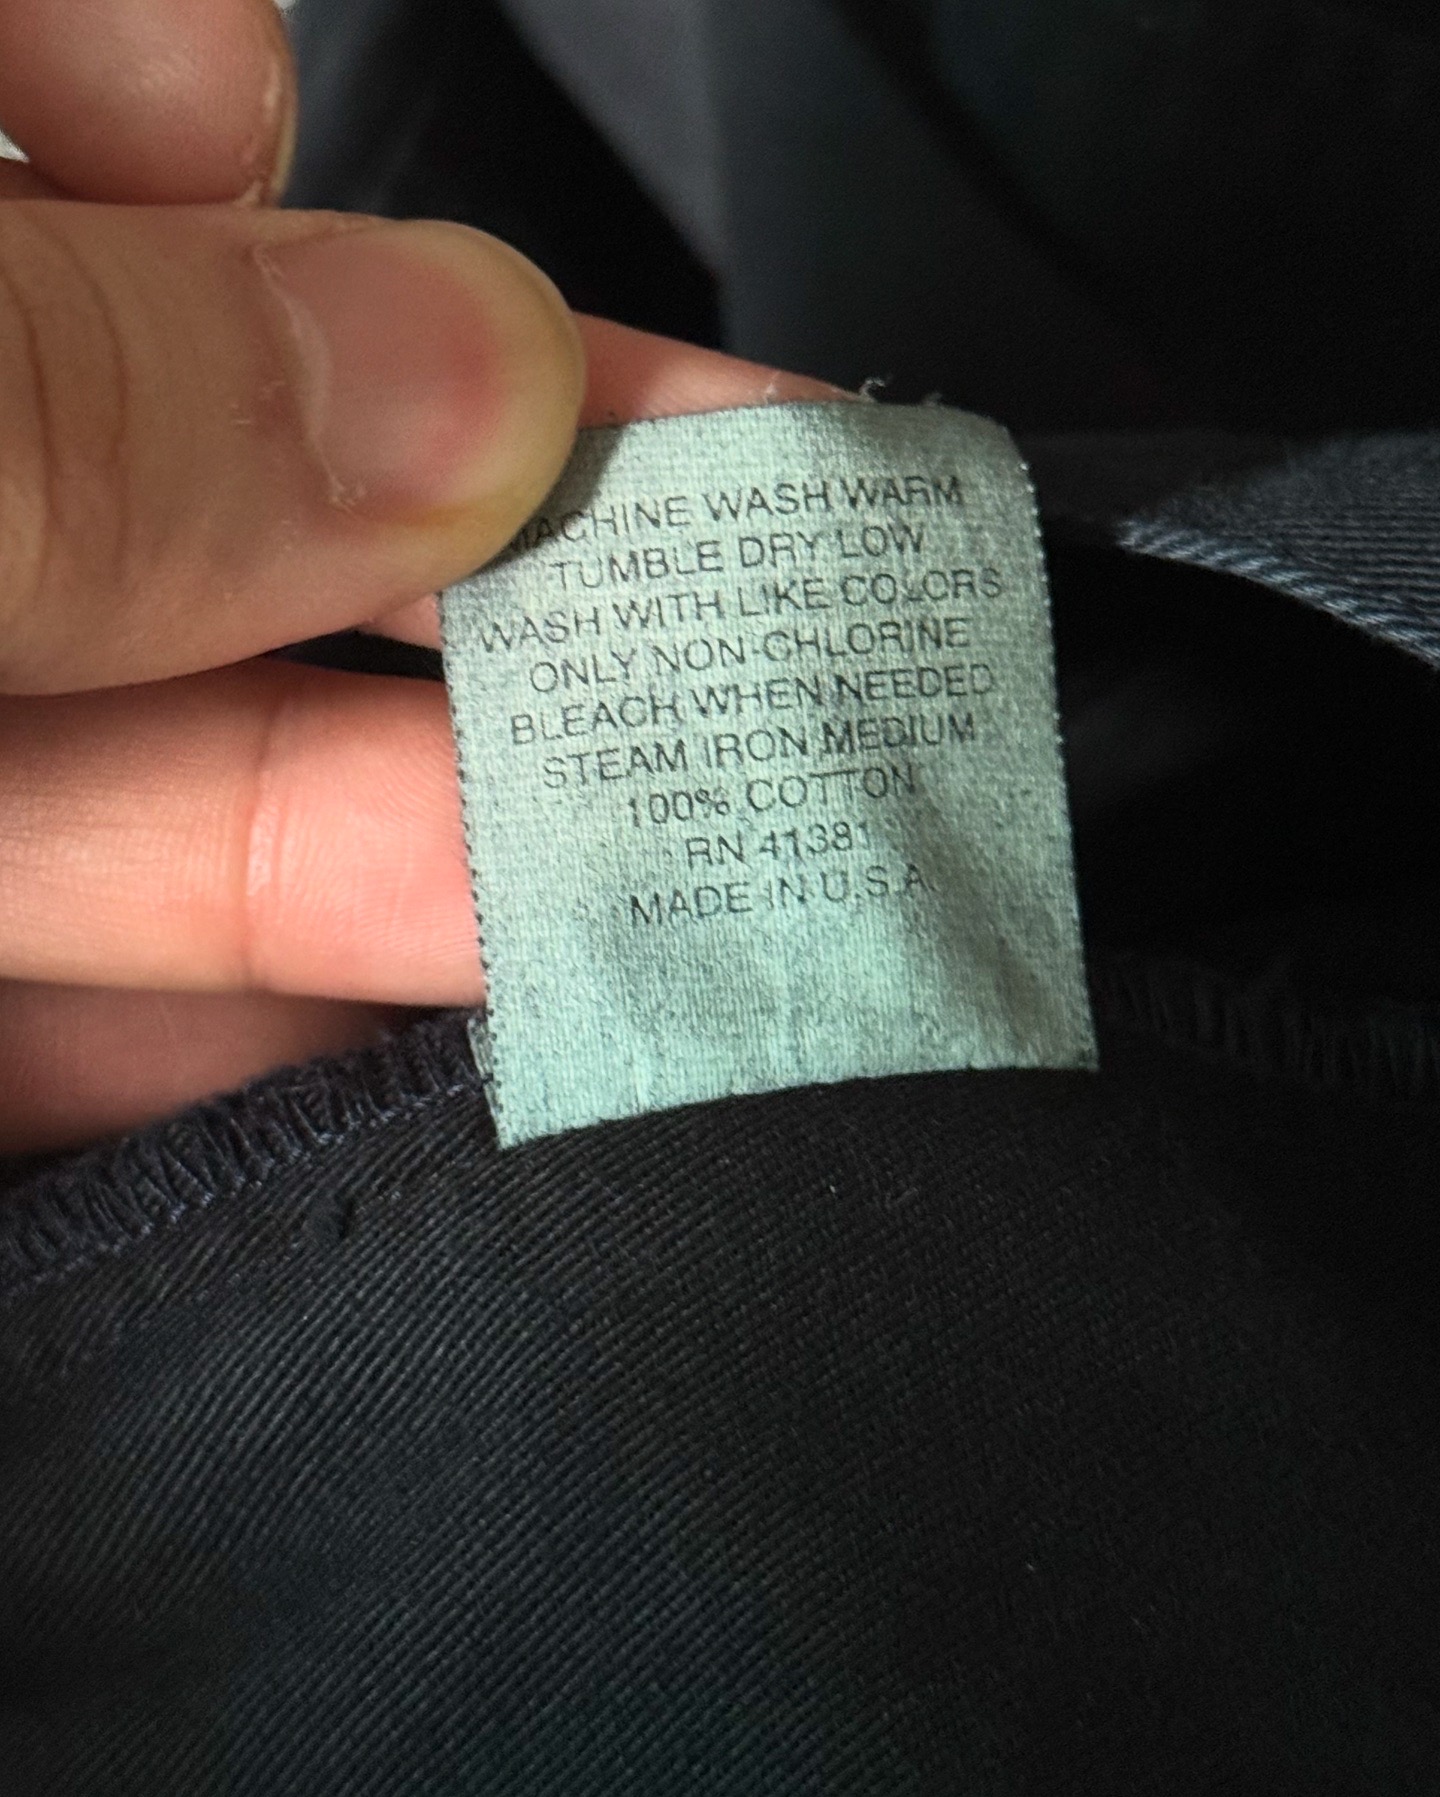 MACHINE WASH WARM
TUMBLE DRY LOW
WASH WITH LIKE COLORS
ONLY NON-CHLORINE
BLEACH WHEN NEEDED
STEAM IRON MEDIUM
100% COTTON
RN 41381
MADE IN U.S.A.